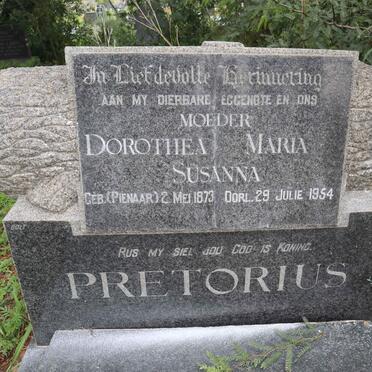 In Liefdevolle Herinnering
AAN MY DIERBARE EGGENOTE EN ONS
MOEDER
DOROTHEA MARIA
SUSANNA
GEB. (PIENAAR) 2 MEI 1873 OORL. 29 JULIE 1954
RUS MY SIEL JOU GOD IS KONING.
PRETORIUS